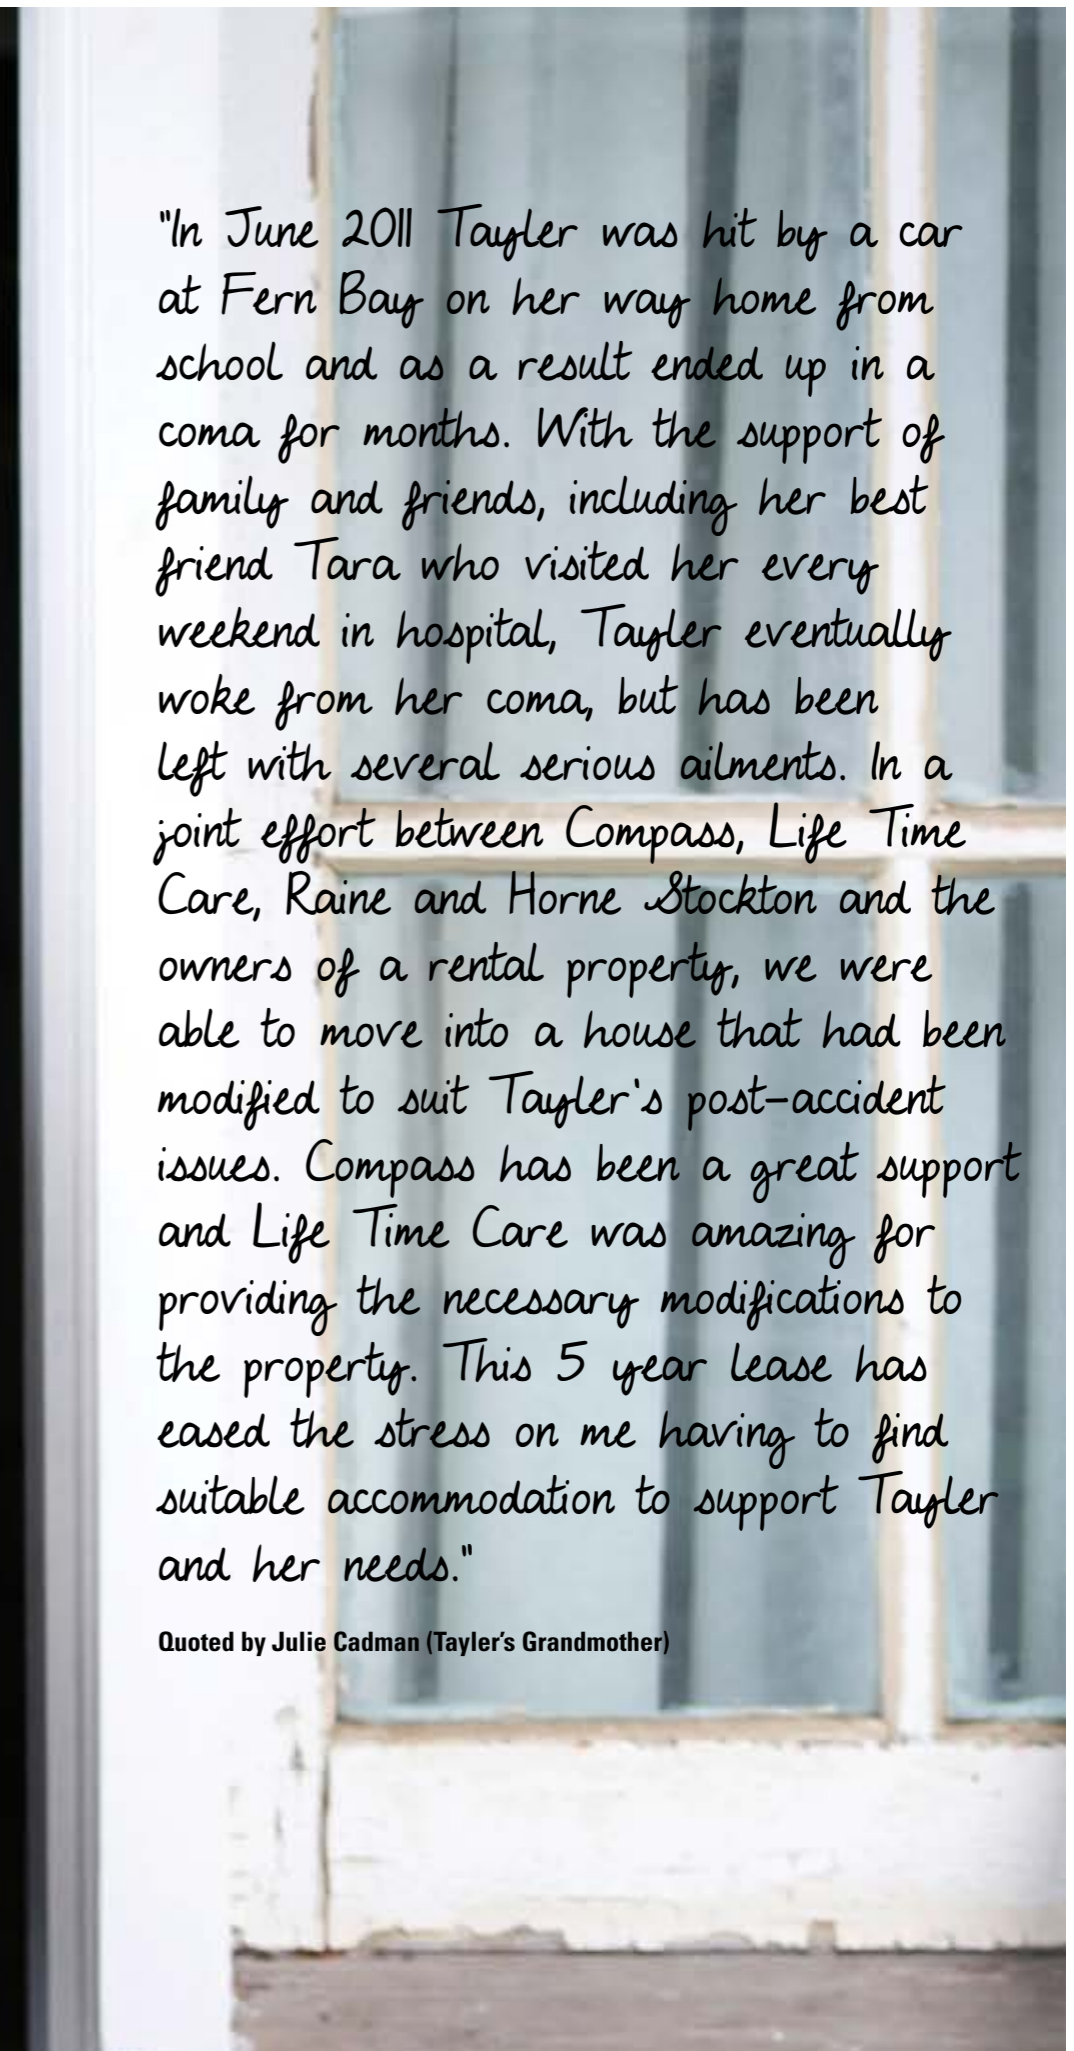 "In June 2011 Tayler was hit by a car
at Fern Bay on her way home from
school and as a result ended up in a
coma for months. With the support of
family and friends, including her best
friend Tara who visited her every
weekend in hospital, Tayler eventually
woke from her coma, but has been
left with several serious ailments. In a
joint effort between Compass, Life Time
Care, Raine and Horne Stockton and the
owners of a rental property, we were
able to move into a house that had been
modified to suit Tayler's post-accident
issues. Compass has been a great support
and Life Time Care was amazing for
providing the necessary modifications to
the property. This 5 year lease has
eased the stress on me having to find
suitable accommodation to support Tayler
and her needs."
Quoted by Julie Cadman (Tayler's Grandmother)